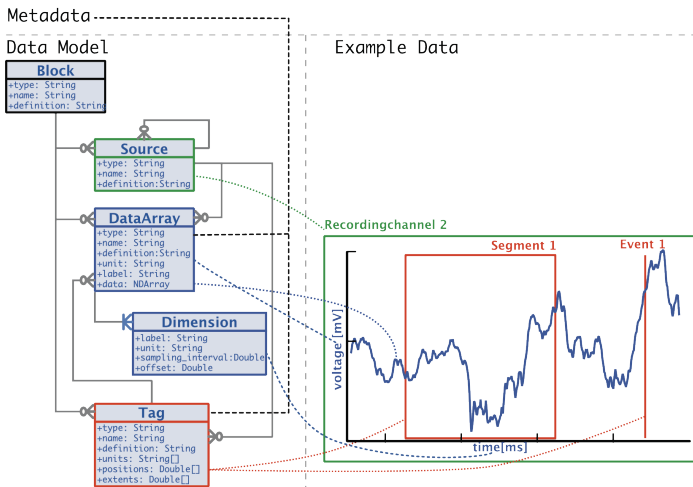 Metadata
Data Model
Example Data
Block
+type: String
+name: String
+definition: String
Source
+type: String
+name: String
+definition:String
DataArray
+type: String
+name: String
+definition:String
+unit: String
+label: String
+data: NDArray
Dimension
+label: String
+unit: String
+sampling_interval:Double
+offset: Double
Tag
+type: String
+name: String
+definition: String
+units: String[]
+positions: Double[]
+extents: Double[]
Recordingchannel 2
Segment 1
Event 1
voltage [mV]
time[ms]